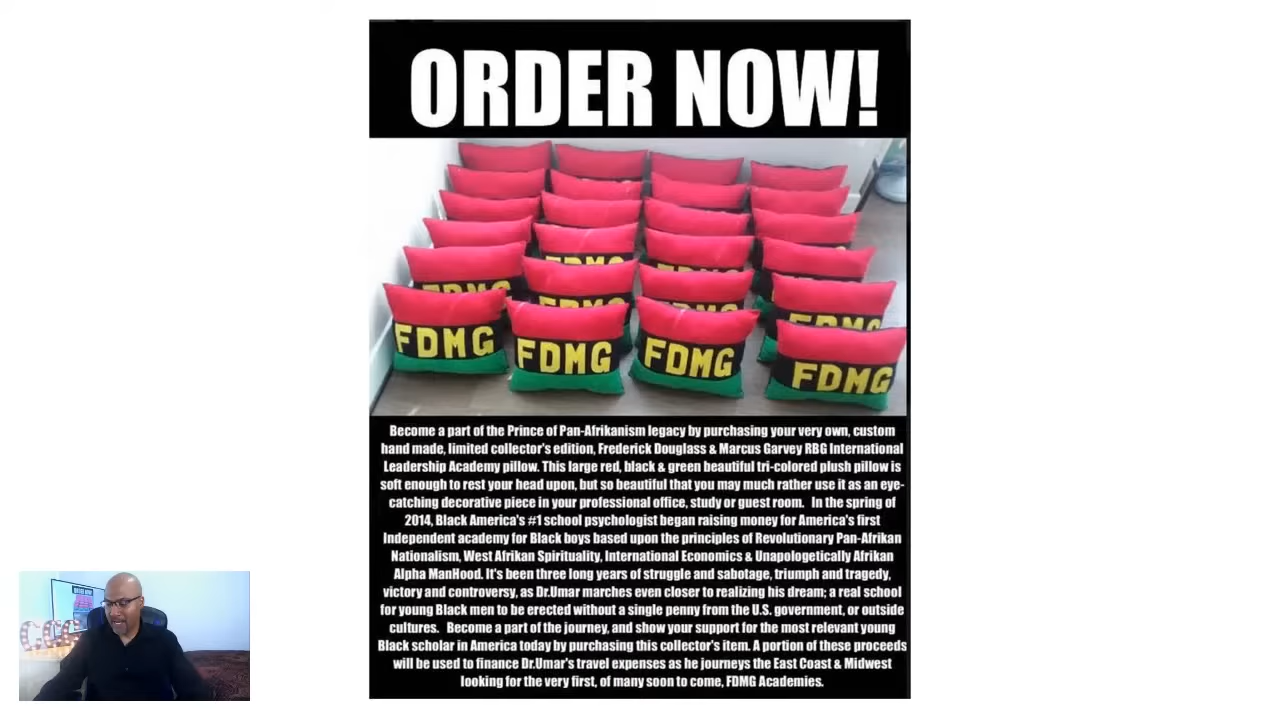 ORDER NOW!
FDMG
FDMG
FDMG
FDMG
FDMG
FDMG
FDMG
FDMG
FDMG
FDMG
Become a part of the Prince of Pan-Afrikanism legacy by purchasing your very own, custom
hand made, limited collector's edition, Frederick Douglass & Marcus Garvey RBG International
Leadership Academy pillow. This large red, black & green beautiful tri-colored plush pillow is
soft enough to rest your head upon, but so beautiful that you may much rather use it as an eye-
catching decorative piece in your professional office, study or guest room. In the spring of
2014, Black America's #1 school psychologist began raising money for America's first
Independent academy for Black boys based upon the principles of Revolutionary Pan-Afrikan
Nationalism, West Afrikan Spirituality, International Economics & Unapologetically Afrikan
Alpha ManHood. It's been three long years of struggle and sabotage, triumph and tragedy,
victory and controversy, as Dr.Umar marches even closer to realizing his dream; a real school
for young Black men to be erected without a single penny from the U.S. government, or outside
cultures. Become a part of the journey, and show your support for the most relevant young
Black scholar in America today by purchasing this collector's item. A portion of these proceeds
will be used to finance Dr.Umar's travel expenses as he journeys the East Coast & Midwest
looking for the very first, of many soon to come, FDMG Academies.